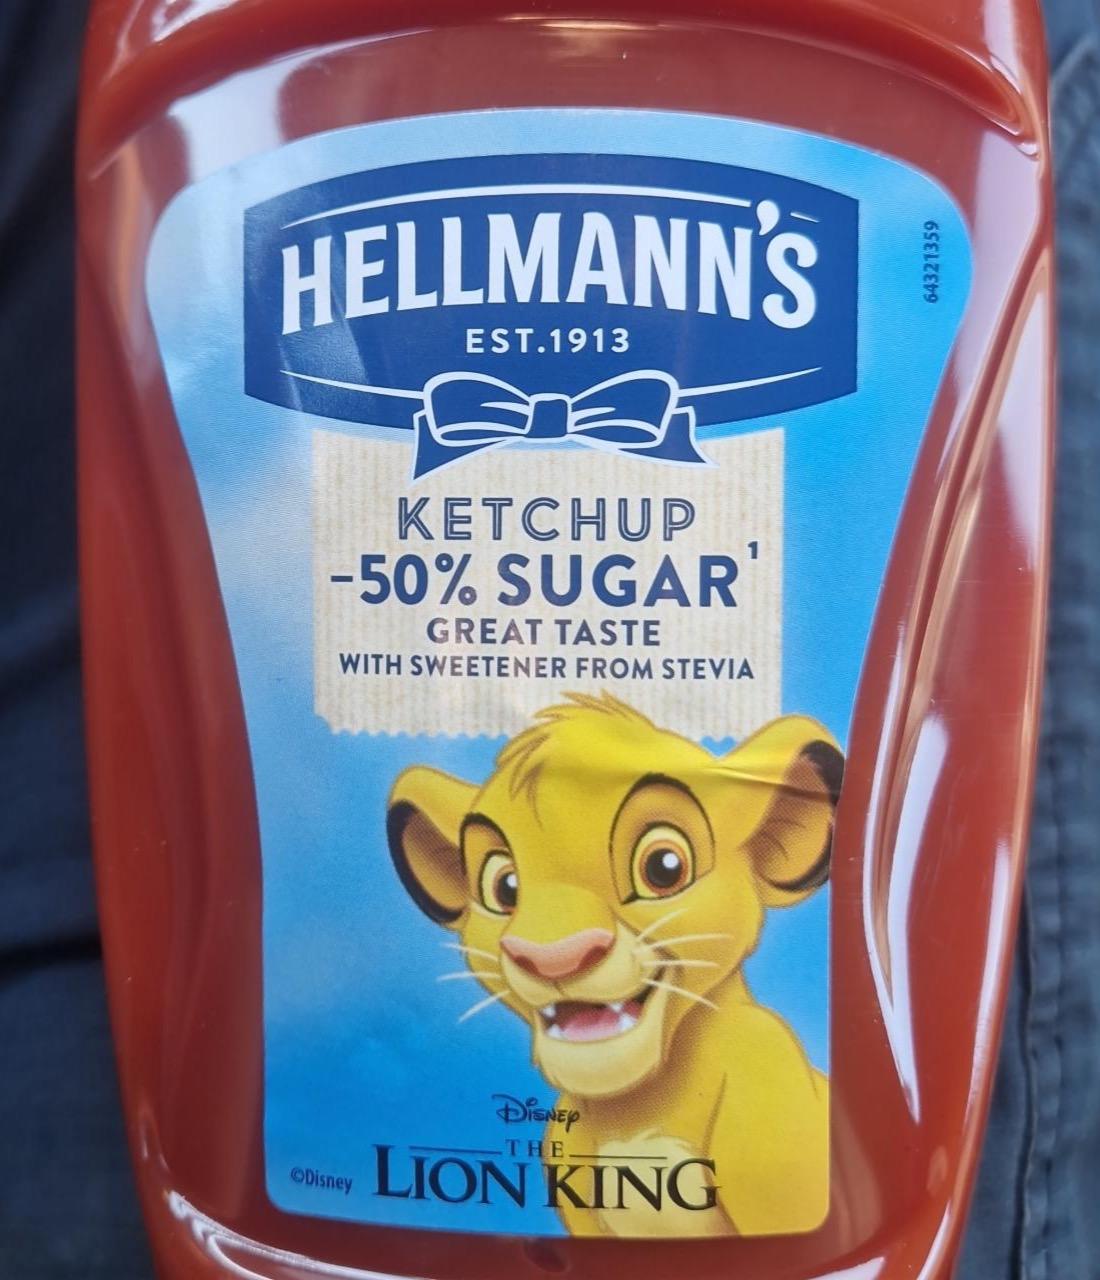 HELLMANN'S
EST.1913
64321359
KETCHUP
-50% SUGAR¹
GREAT TASTE
WITH SWEETENER FROM STEVIA
Disney
THE
LION KING
©Disney